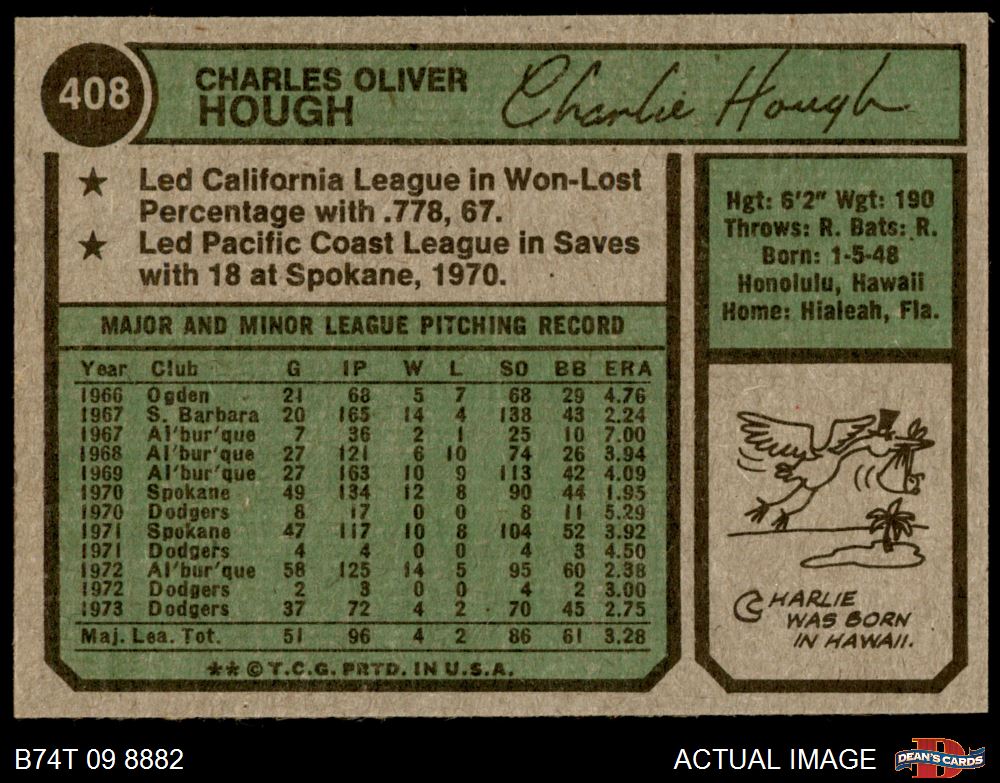 408
CHARLES OLIVER
HOUGH
Charlie Hough
★ Led California League in Won-Lost
Percentage with .778, 67.
★ Led Pacific Coast League in Saves
with 18 at Spokane, 1970.
Hgt: 6'2" Wgt: 190
Throws: R. Bats: R.
Born: 1-5-48
Honolulu, Hawaii
Home: Hialeah, Fla.
MAJOR AND MINOR LEAGUE PITCHING RECORD
Year Club G IP W L SO BB ERA
1966 Ogden 21 68 5 7 68 29 4.76
1967 S. Barbara 20 165 14 4 138 43 2.24
1967 Al'bur'que 7 36 2 1 25 10 7.00
1968 Al'bur'que 27 121 6 10 74 26 3.94
1969 Al'bur'que 27 163 10 9 113 42 4.09
1970 Spokane 49 134 12 8 90 44 1.95
1970 Dodgers 8 17 0 0 8 11 5.29
1971 Spokane 47 117 10 8 104 52 3.92
1971 Dodgers 4 4 0 0 4 3 4.50
1972 Al'bur'que 58 125 14 5 95 60 2.38
1972 Dodgers 2 3 0 0 4 2 3.00
1973 Dodgers 37 72 4 2 70 45 2.75
Maj. Lea. Tot. 51 96 4 2 86 61 3.28
**©T.C.G. PRTD. IN U.S.A.
CHARLIE
WAS BORN
IN HAWAII.
B74T 09 8882
ACTUAL IMAGE
DEAN'S CARDS